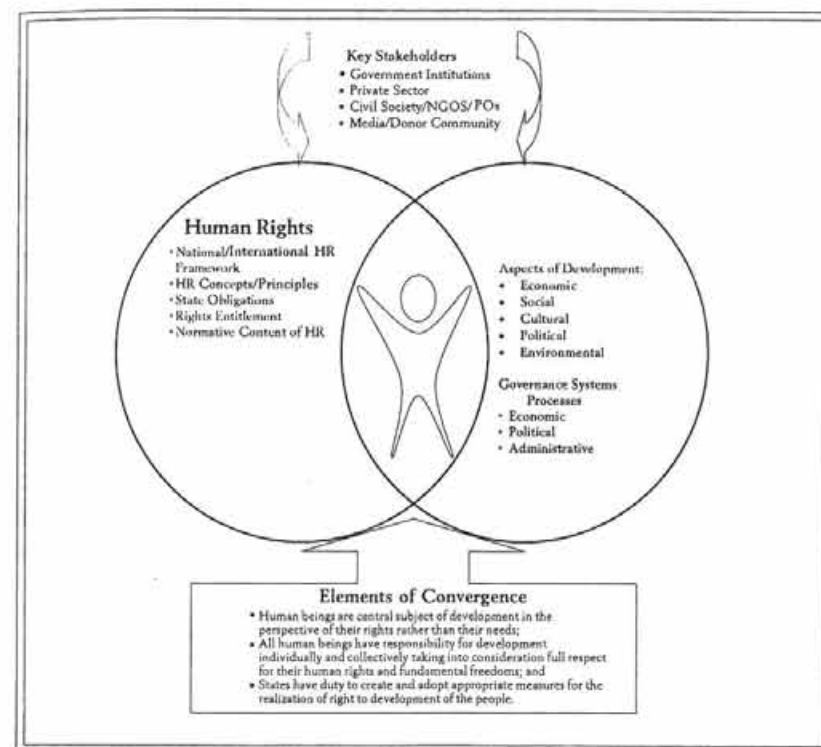 Key Stakeholders
• Government Institutions
• Private Sector
• Civil Society/NGOS/POs
• Media/Donor Community
Human Rights
• National/International HR
Framework
• HR Concepts/Principles
• State Obligations
• Rights Entitlement
• Normative Content of HR
Aspects of Development:
• Economic
• Social
• Cultural
• Political
• Environmental
Governance Systems
Processes
• Economic
• Political
• Administrative
Elements of Convergence
• Human beings are central subject of development in the
perspective of their rights rather than their needs;
• All human beings have responsibility for development
individually and collectively taking into consideration full respect
for their human rights and fundamental freedoms; and
• States have duty to create and adopt appropriate measures for the
realization of right to development of the people.